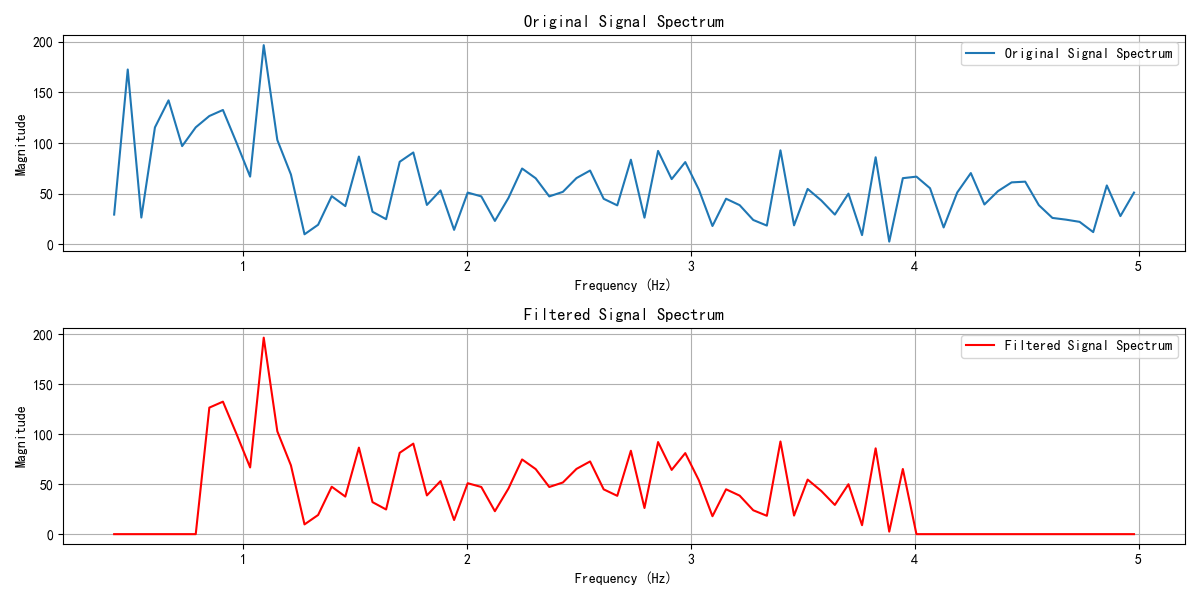 Original Signal Spectrum
200
150
100
50
0
Magnitude
Original Signal Spectrum
1 2 3 4 5
Frequency (Hz)
Filtered Signal Spectrum
200
150
100
50
0
Magnitude
Filtered Signal Spectrum
1 2 3 4 5
Frequency (Hz)